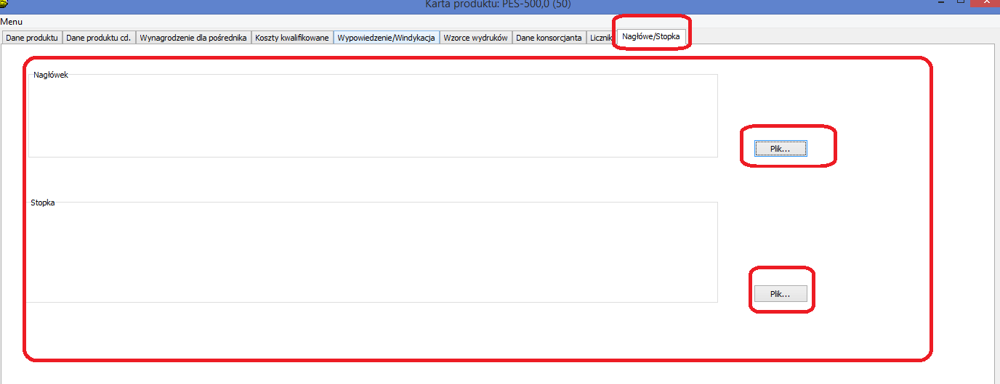 Karta produktu: PES-500,0 (50)
Menu
Dane produktu Dane produktu cd. Wynagrodzenie dla pośrednika Koszty kwalifikowane Wypowiedzenie/Windykacja Wzorce wydruków Dane konsorcjanta Licznik Nagłówe/Stopka
Nagłówek
Plik...
Stopka
Plik...